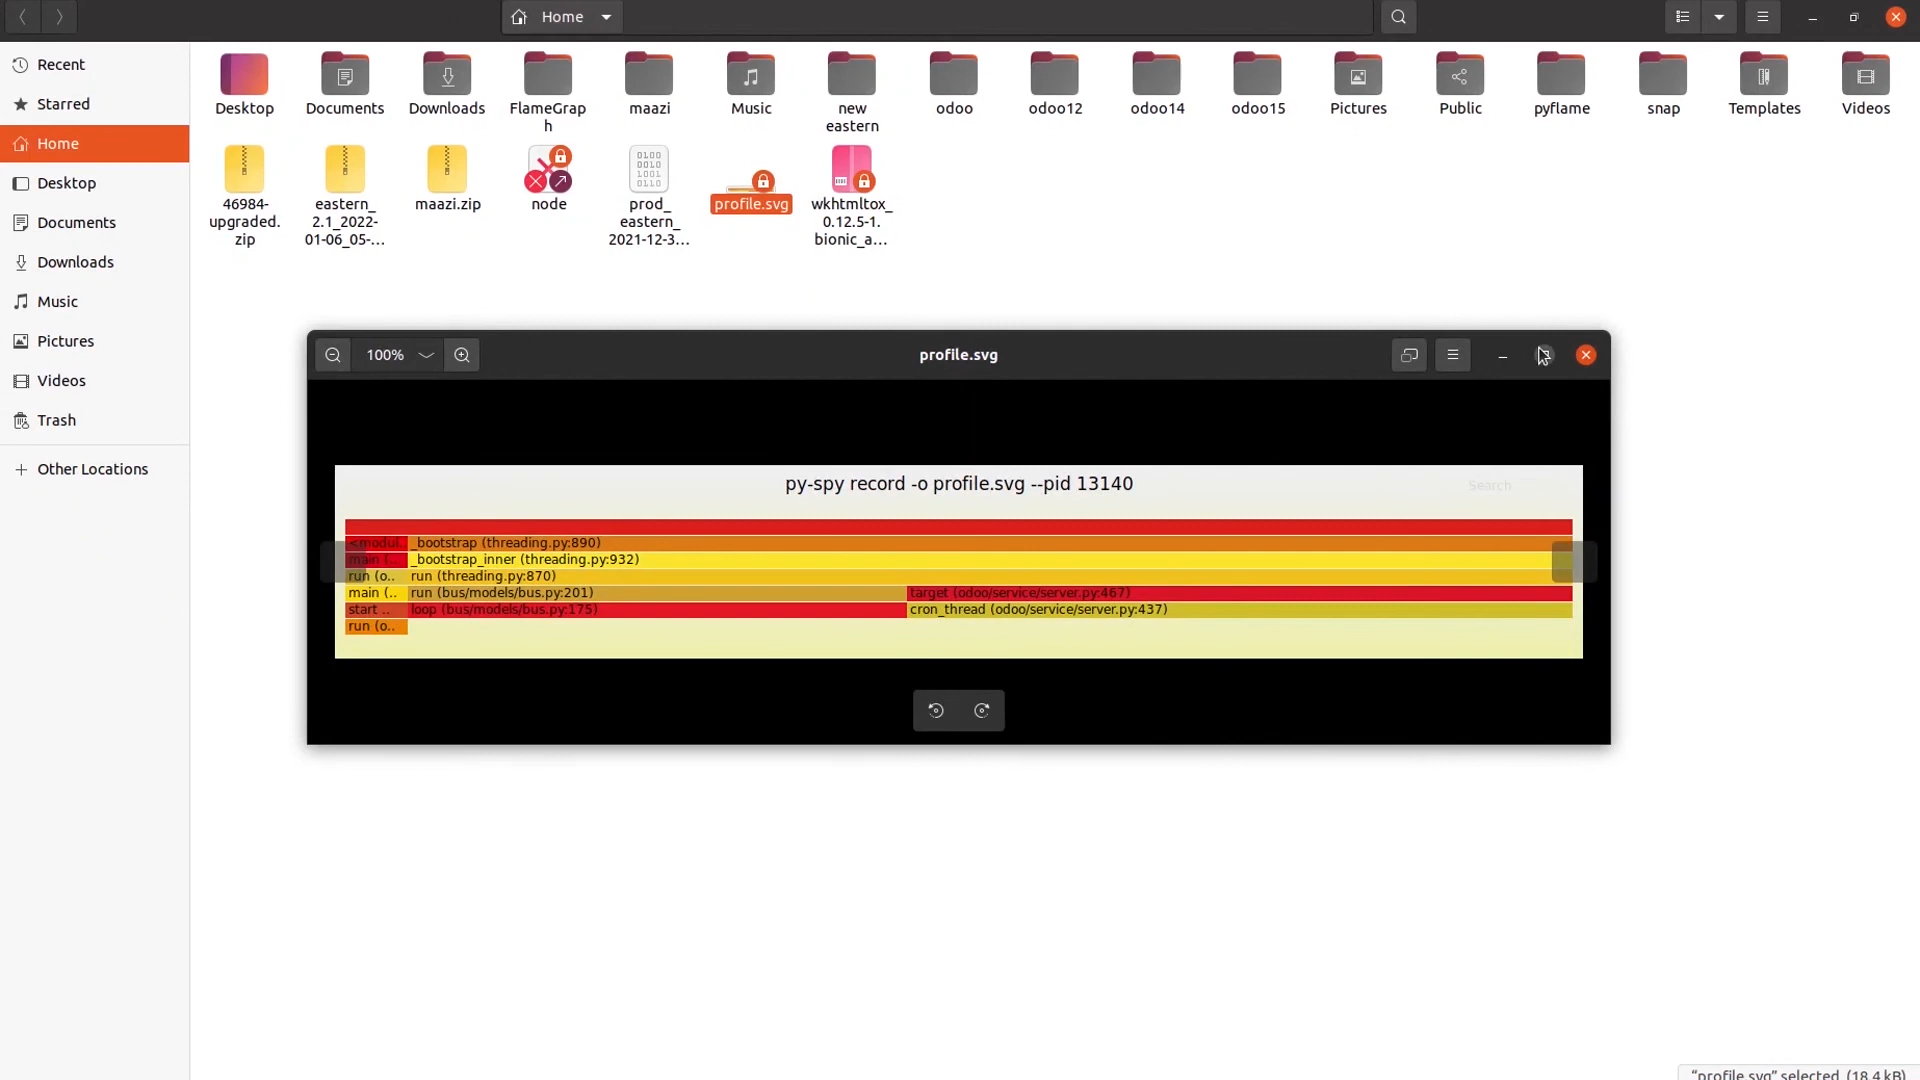 Home
Recent
Starred
Home
Desktop
Documents
Downloads
Music
Pictures
Videos
Trash
Other Locations
Desktop
Documents
Downloads
FlameGrap
h
maazi
Music
new
eastern
odoo
odoo12
odoo14
odoo15
Pictures
Public
pyflame
snap
Templates
Videos
46984-
upgraded.
zip
eastern_
2.1_2022-
01-06_05-...
maazi.zip
node
prod_
eastern_
2021-12-3...
profile.svg
wkhtmltox_
0.12.5-1.
bionic_a...
100%
profile.svg
py-spy record -o profile.svg --pid 13140
Search
<modul.. _bootstrap (threading.py:890)
main (.. _bootstrap_inner (threading.py:932)
run (o.. run (threading.py:870)
main (.. run (bus/models/bus.py:201) target (odoo/service/server.py:467)
start .. loop (bus/models/bus.py:175) cron_thread (odoo/service/server.py:437)
run (o..
"profile.svg" selected (18.4 kB)